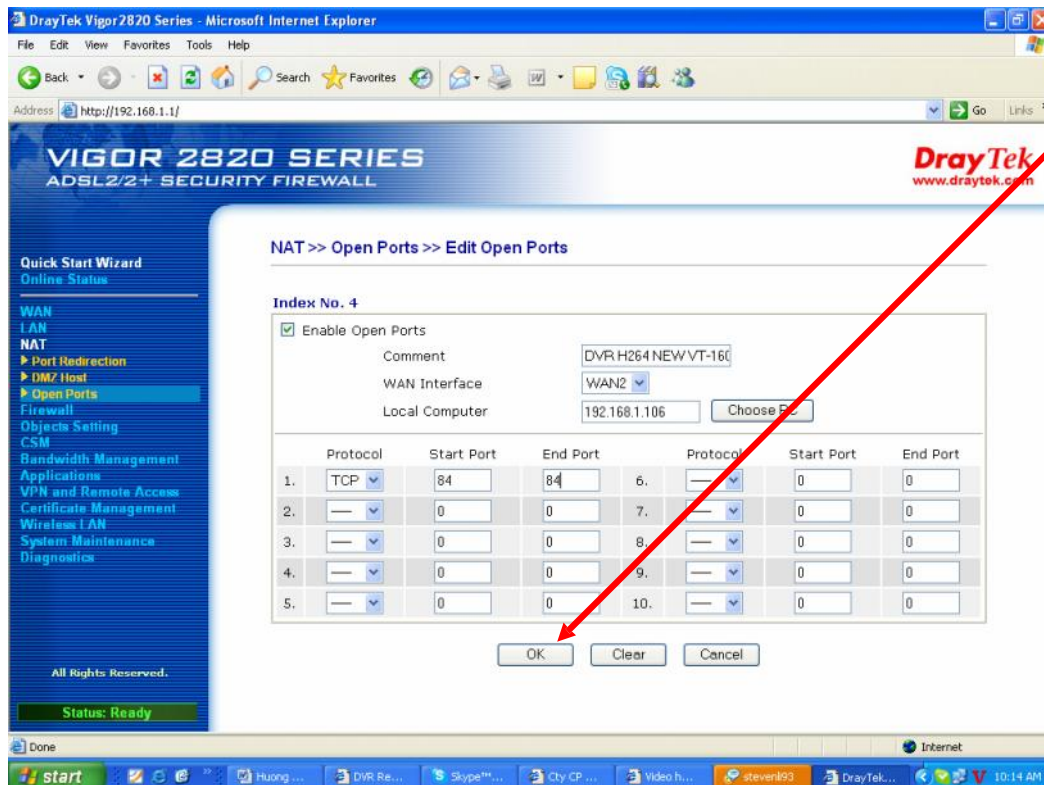 DrayTek Vigor2820 Series - Microsoft Internet Explorer
File Edit View Favorites Tools Help
Back Search Favorites
Address http://192.168.1.1/ Go Links
VIGOR 2820 SERIES
ADSL2/2+ SECURITY FIREWALL
DrayTek
www.draytek.com
Quick Start Wizard
Online Status
WAN
LAN
NAT
Port Redirection
DMZ Host
Open Ports
Firewall
Objects Setting
CSM
Bandwidth Management
Applications
VPN and Remote Access
Certificate Management
Wireless LAN
System Maintenance
Diagnostics
All Rights Reserved.
Status: Ready
NAT >> Open Ports >> Edit Open Ports
Index No. 4
Enable Open Ports
Comment DVR H264 NEW VT-160
WAN Interface WAN2
Local Computer 192.168.1.106 Choose PC
Protocol Start Port End Port Protocol Start Port End Port
1. TCP 84 84 6. --- 0 0
2. --- 0 0 7. --- 0 0
3. --- 0 0 8. --- 0 0
4. --- 0 0 9. --- 0 0
5. --- 0 0 10. --- 0 0
OK Clear Cancel
Done Internet
start Huong ... DVR Re... Skype™... Cty CP ... Video h... stevenl93 DrayTek... 10:14 AM